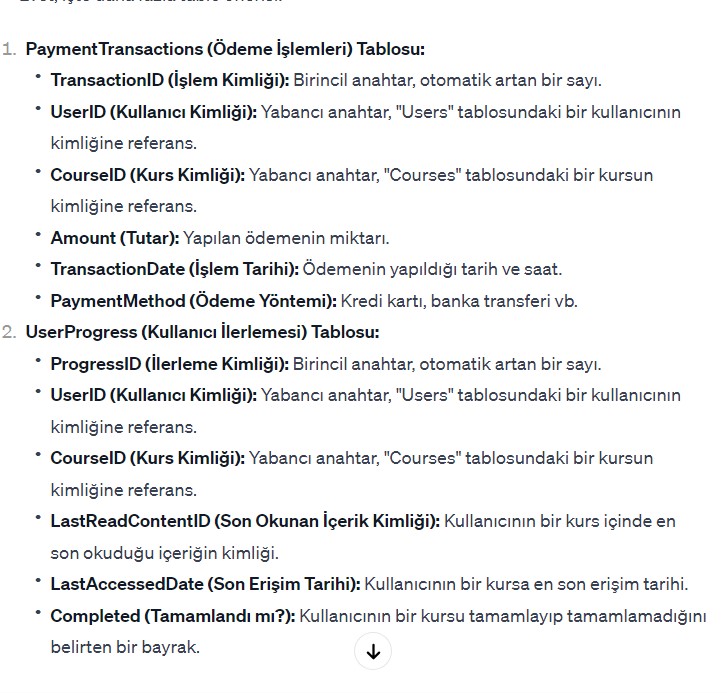 1. PaymentTransactions (Ödeme İşlemleri) Tablosu:
• TransactionID (İşlem Kimliği): Birincil anahtar, otomatik artan bir sayı.
• UserID (Kullanıcı Kimliği): Yabancı anahtar, "Users" tablosundaki bir kullanıcının
kimliğine referans.
• CourseID (Kurs Kimliği): Yabancı anahtar, "Courses" tablosundaki bir kursun
kimliğine referans.
• Amount (Tutar): Yapılan ödemenin miktarı.
• TransactionDate (İşlem Tarihi): Ödemenin yapıldığı tarih ve saat.
• PaymentMethod (Ödeme Yöntemi): Kredi kartı, banka transferi vb.
2. UserProgress (Kullanıcı İlerlemesi) Tablosu:
• ProgressID (İlerleme Kimliği): Birincil anahtar, otomatik artan bir sayı.
• UserID (Kullanıcı Kimliği): Yabancı anahtar, "Users" tablosundaki bir kullanıcının
kimliğine referans.
• CourseID (Kurs Kimliği): Yabancı anahtar, "Courses" tablosundaki bir kursun
kimliğine referans.
• LastReadContentID (Son Okunan İçerik Kimliği): Kullanıcının bir kurs içinde en
son okuduğu içeriğin kimliği.
• LastAccessedDate (Son Erişim Tarihi): Kullanıcının bir kursa en son erişim tarihi.
• Completed (Tamamlandı mı?): Kullanıcının bir kursu tamamlayıp tamamlamadığını
belirten bir bayrak.